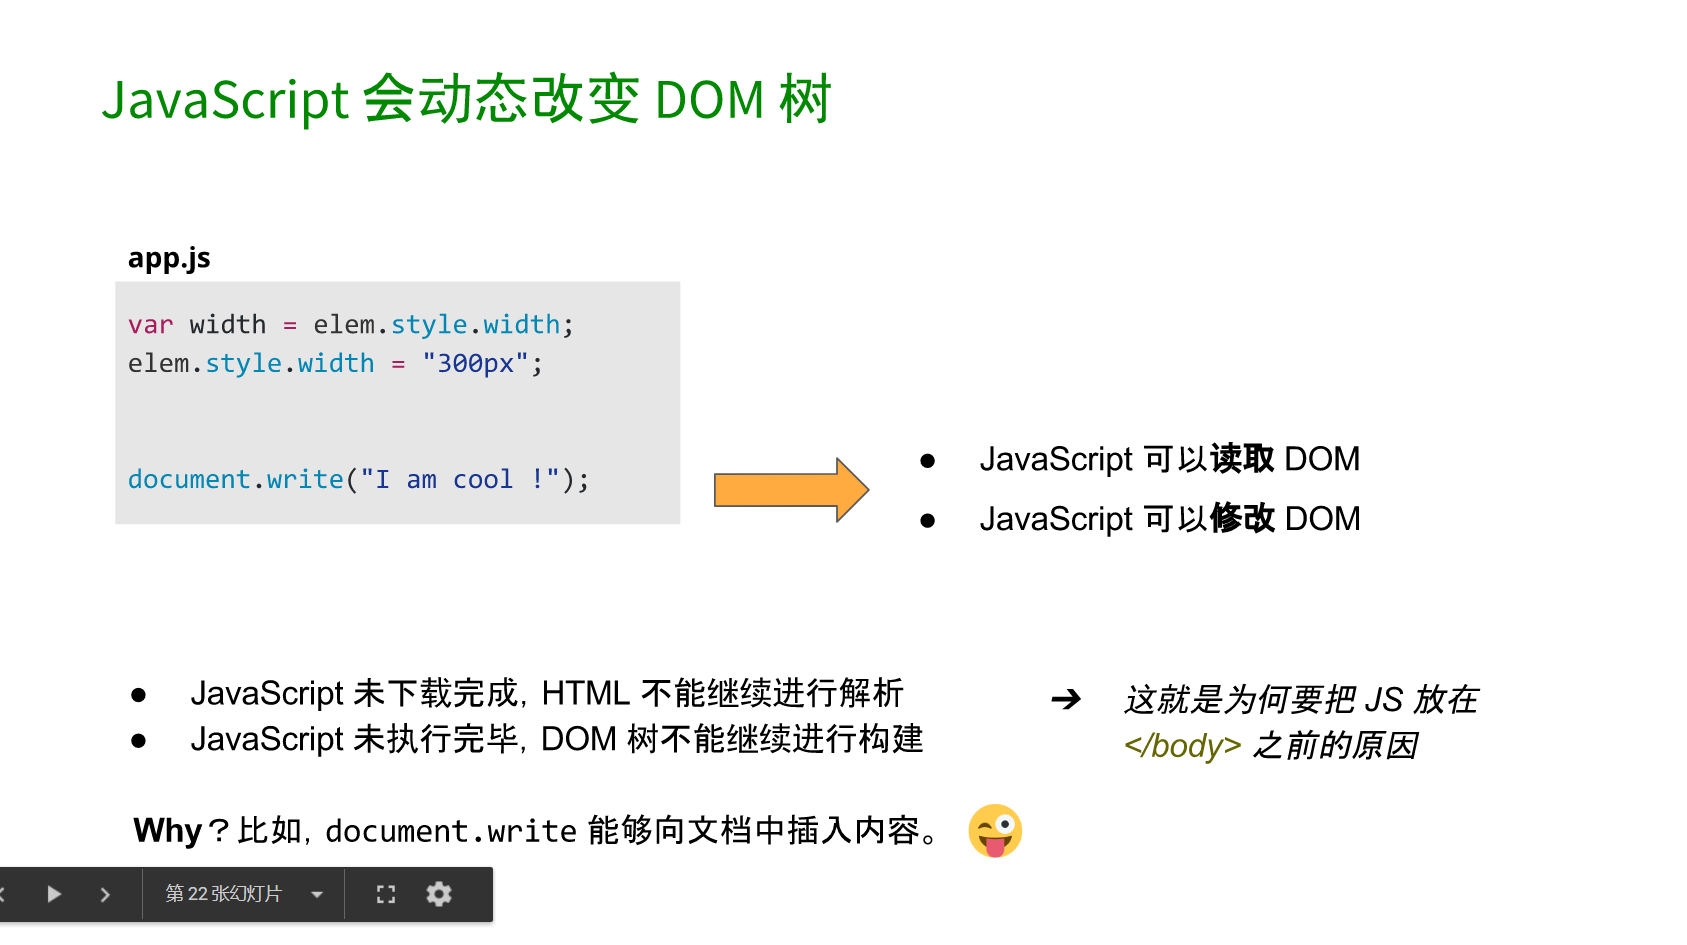 JavaScript 会动态改变 DOM 树
app.js
var width = elem.style.width;
elem.style.width = "300px";
document.write("I am cool !");
● JavaScript 可以读取 DOM
● JavaScript 可以修改 DOM
● JavaScript 未下载完成, HTML 不能继续进行解析
● JavaScript 未执行完毕, DOM 树不能继续进行构建
➔ 这就是为何要把 JS 放在
</body> 之前的原因
Why？比如, document.write 能够向文档中插入内容。
第 22 张幻灯片